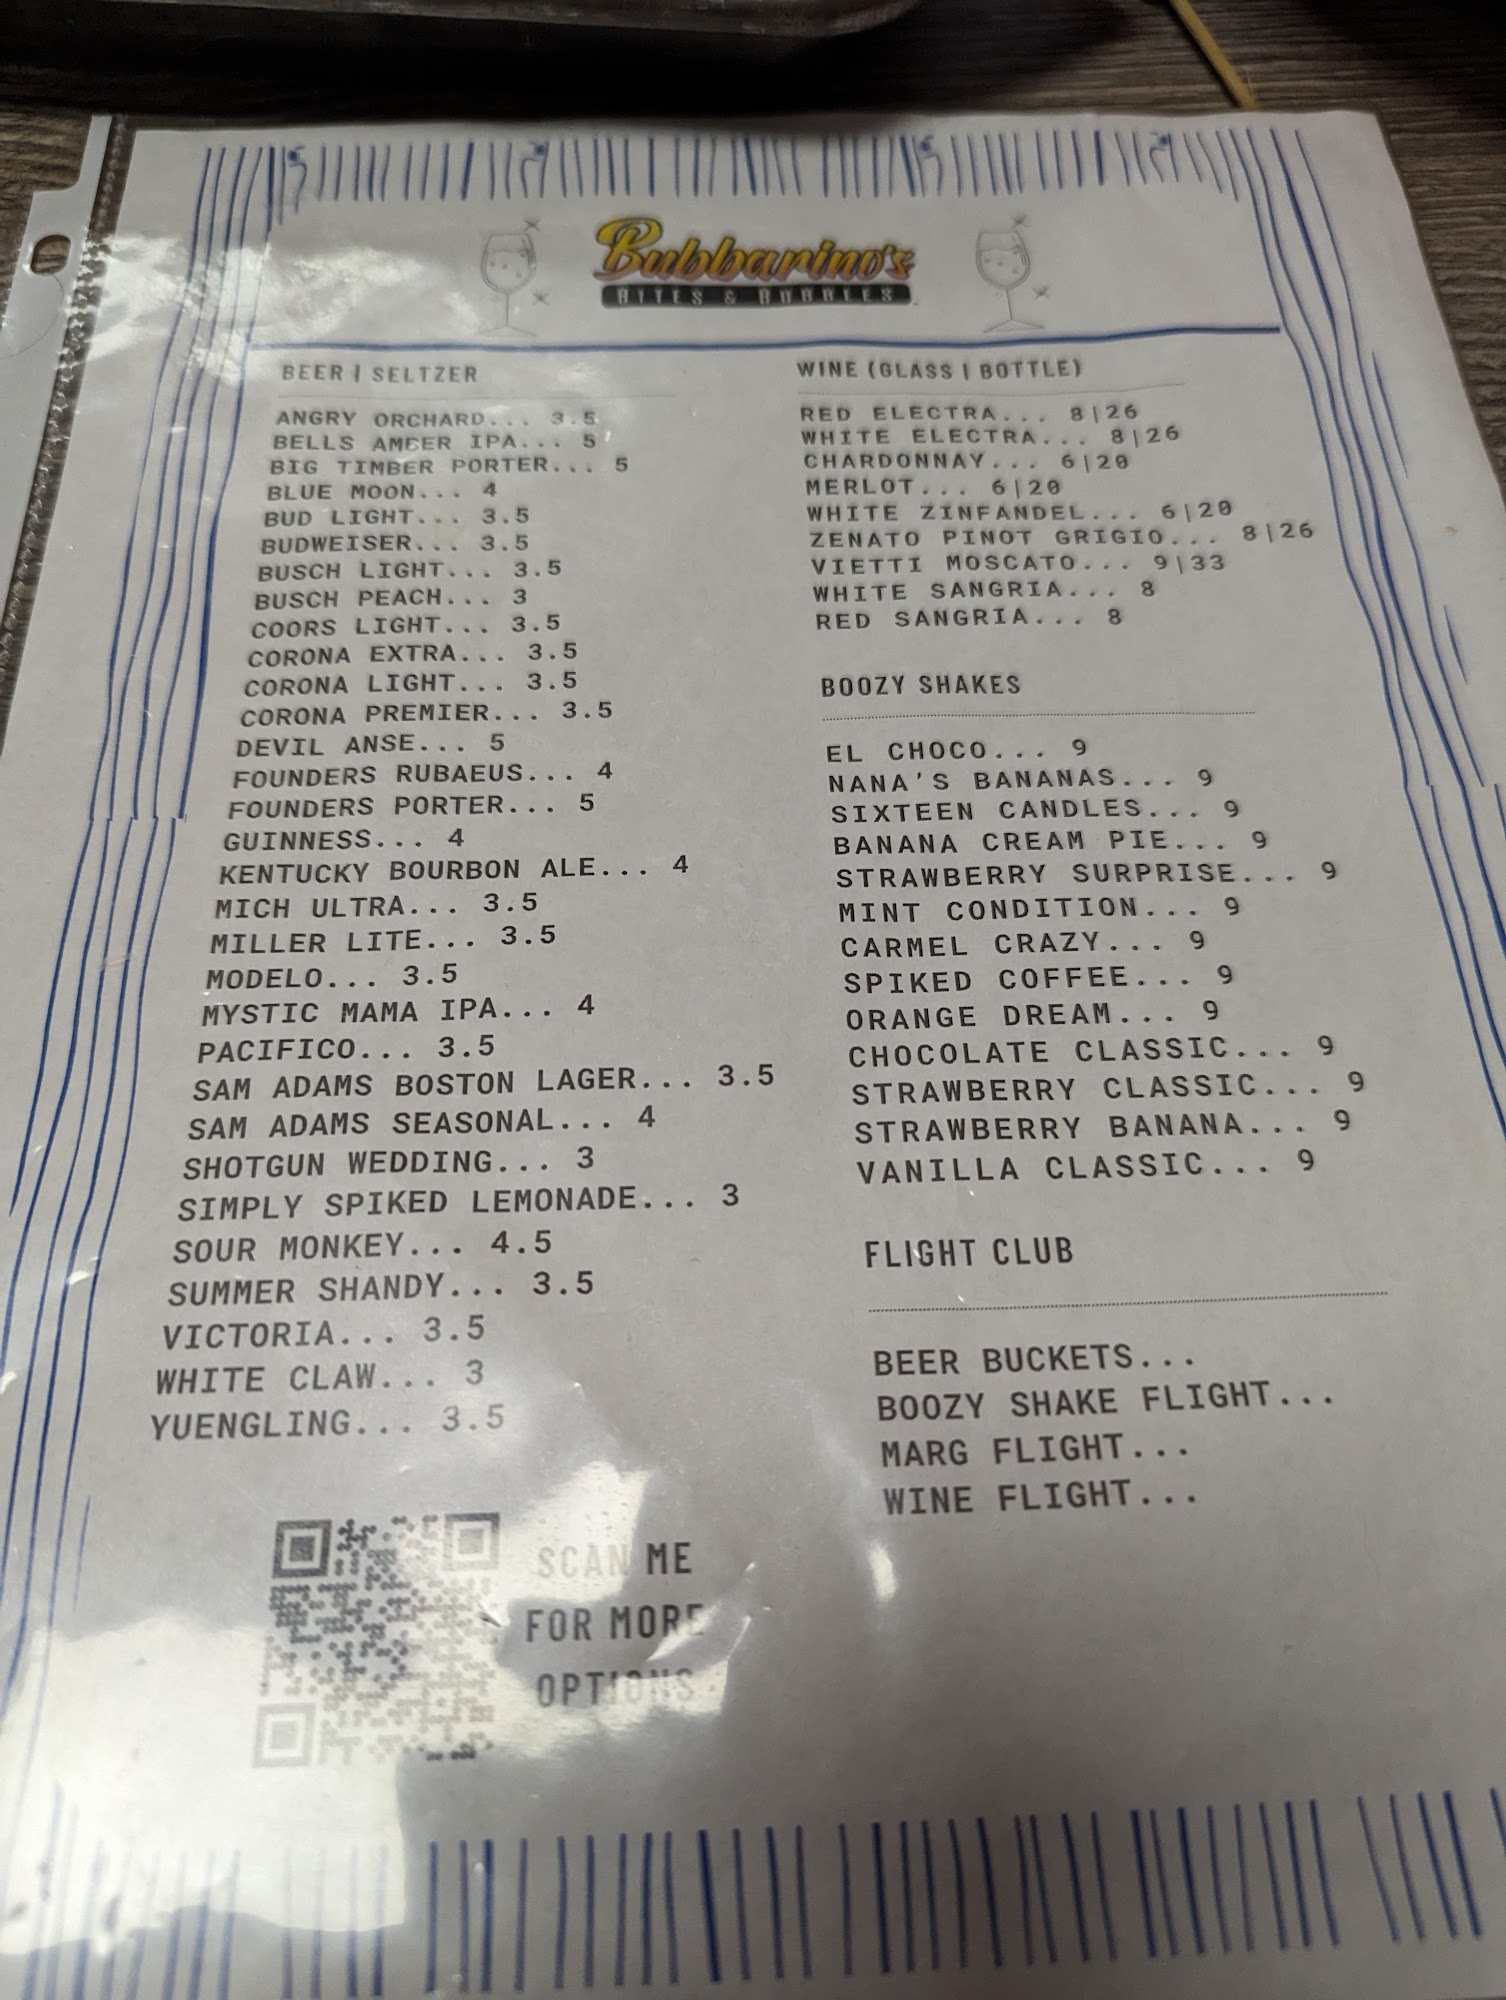 Bubbarino's
BITES & BUBBLES
BEER | SELTZER
ANGRY ORCHARD... 3.5
BELLS AMBER IPA... 5
BIG TIMBER PORTER... 5
BLUE MOON... 4
BUD LIGHT... 3.5
BUDWEISER... 3.5
BUSCH LIGHT... 3.5
BUSCH PEACH... 3
COORS LIGHT... 3.5
CORONA EXTRA... 3.5
CORONA LIGHT... 3.5
CORONA PREMIER... 3.5
DEVIL ANSE... 5
FOUNDERS RUBAEUS... 4
FOUNDERS PORTER... 5
GUINNESS... 4
KENTUCKY BOURBON ALE... 4
MICH ULTRA... 3.5
MILLER LITE... 3.5
MODELO... 3.5
MYSTIC MAMA IPA... 4
PACIFICO... 3.5
SAM ADAMS BOSTON LAGER... 3.5
SAM ADAMS SEASONAL... 4
SHOTGUN WEDDING... 3
SIMPLY SPIKED LEMONADE... 3
SOUR MONKEY... 4.5
SUMMER SHANDY... 3.5
VICTORIA... 3.5
WHITE CLAW... 3
YUENGLING... 3.5
SCAN ME
FOR MORE
OPTIONS
WINE (GLASS | BOTTLE)
RED ELECTRA... 8|26
WHITE ELECTRA... 8|26
CHARDONNAY... 6|20
MERLOT... 6|20
WHITE ZINFANDEL... 6|20
ZENATO PINOT GRIGIO... 8|26
VIETTI MOSCATO... 9|33
WHITE SANGRIA... 8
RED SANGRIA... 8
BOOZY SHAKES
EL CHOCO... 9
NANA'S BANANAS... 9
SIXTEEN CANDLES... 9
BANANA CREAM PIE... 9
STRAWBERRY SURPRISE... 9
MINT CONDITION... 9
CARMEL CRAZY... 9
SPIKED COFFEE... 9
ORANGE DREAM... 9
CHOCOLATE CLASSIC... 9
STRAWBERRY CLASSIC... 9
STRAWBERRY BANANA... 9
VANILLA CLASSIC... 9
FLIGHT CLUB
BEER BUCKETS...
BOOZY SHAKE FLIGHT...
MARG FLIGHT...
WINE FLIGHT...